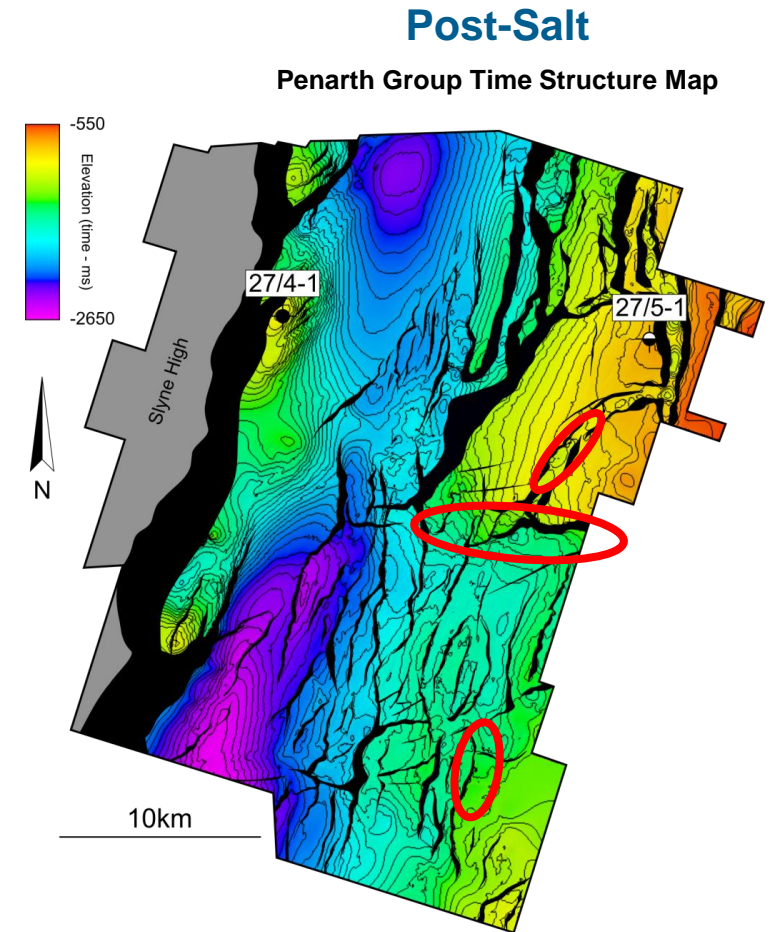 Post-Salt
Penarth Group Time Structure Map
-550
Elevation (time - ms)
-2650
27/4-1
27/5-1
Slyne High
N
10km